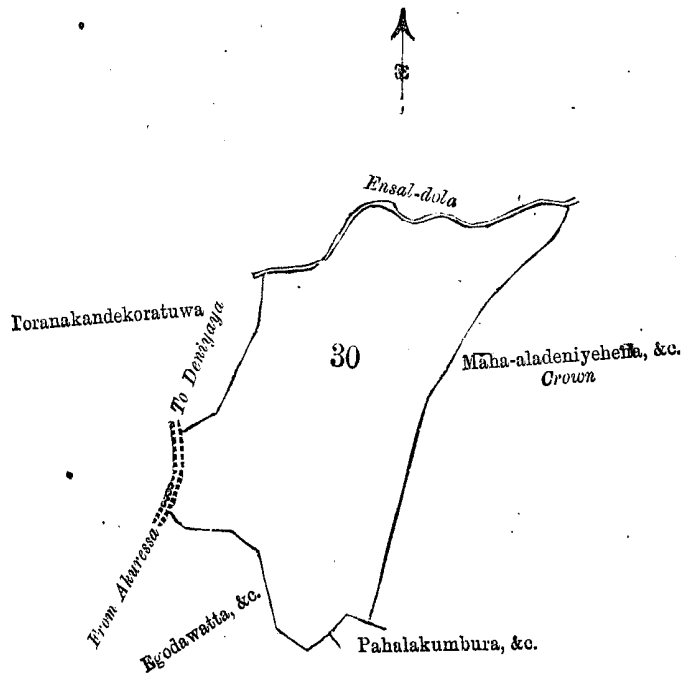 Ensal-dola
Toranakandekoratuwa
To Deniyaya
30
Maha-aladeniyehena, &c.
Crown
From Akuressa
Egodawatta, &c.
Pahalakumbura, &c.